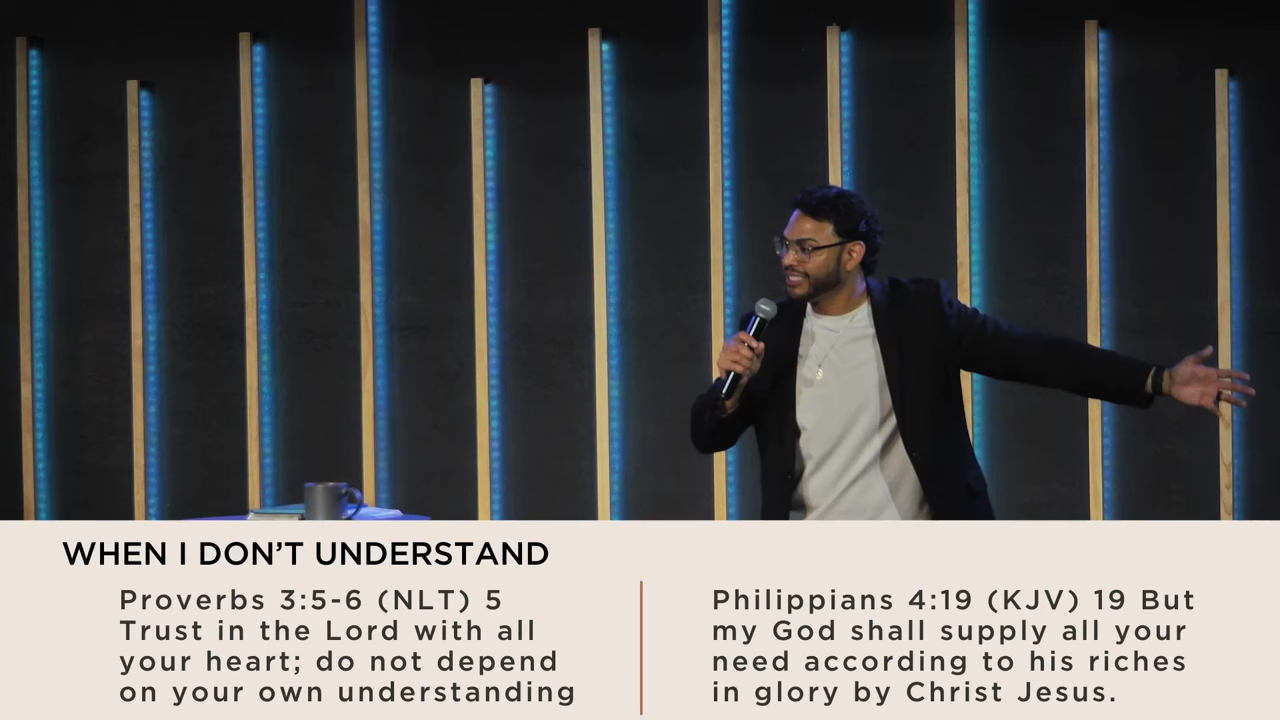 WHEN I DON’T UNDERSTAND
Proverbs 3:5-6 (NLT) 5
Trust in the Lord with all
your heart; do not depend
on your own understanding
Philippians 4:19 (KJV) 19 But
my God shall supply all your
need according to his riches
in glory by Christ Jesus.